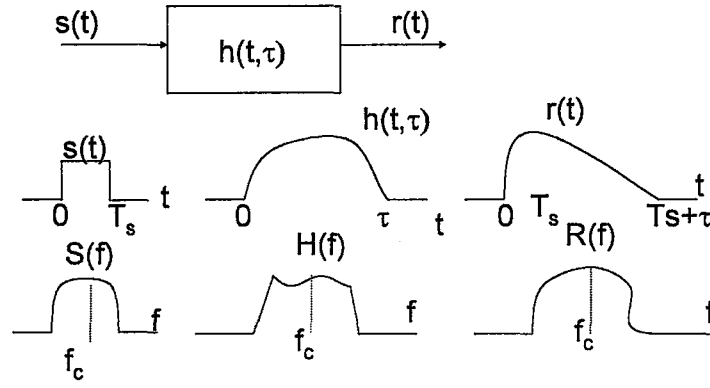 s(t) h(t,τ) r(t)
s(t) h(t,τ) r(t)
0 T_s t 0 τ t 0 T_s Ts+τ t
S(f) H(f) R(f)
f f f
f_c f_c f_c